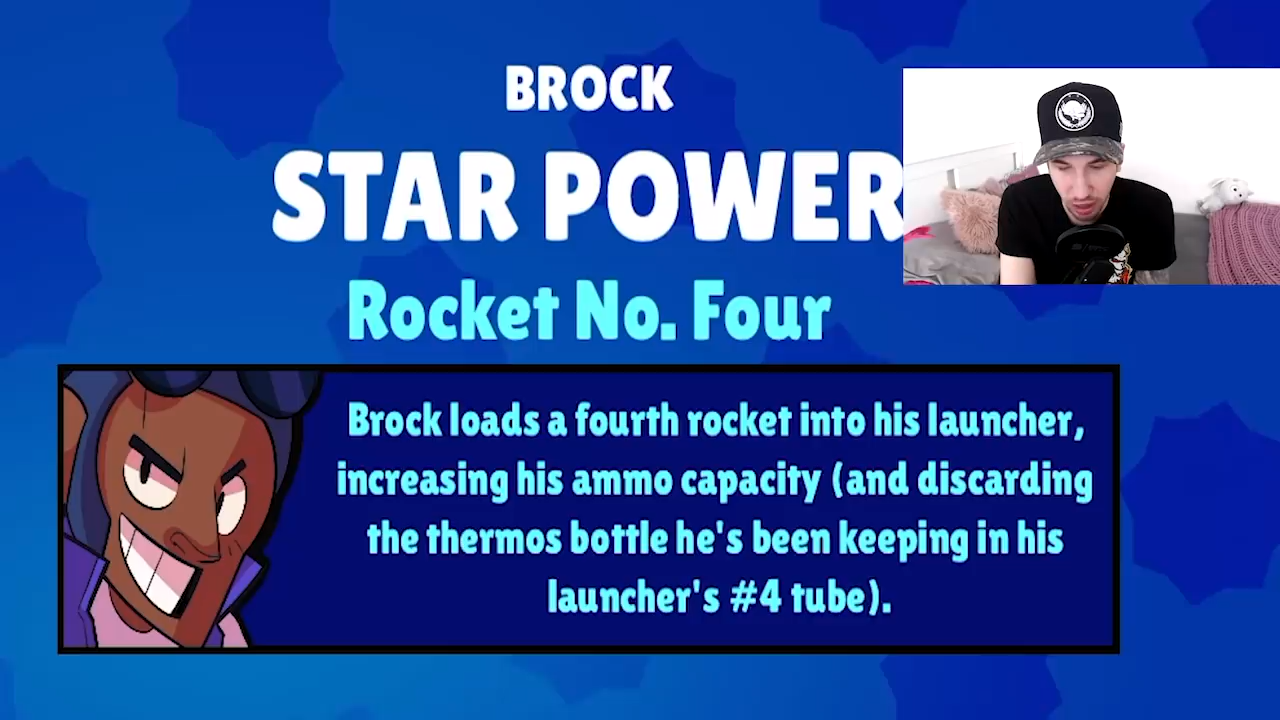 BROCK
STAR POWER
Rocket No. Four
Brock loads a fourth rocket into his launcher,
increasing his ammo capacity (and discarding
the thermos bottle he's been keeping in his
launcher's #4 tube).